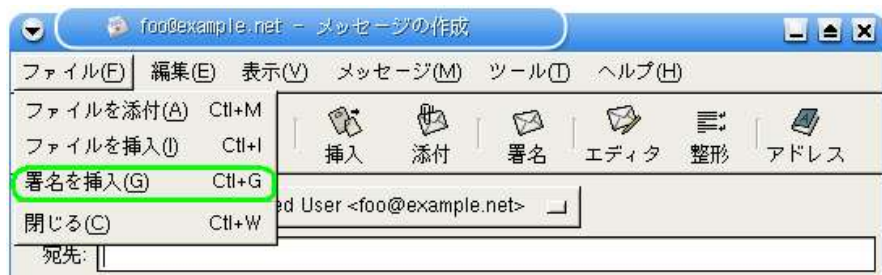 foo@example.net - メッセージの作成
ファイル(F) 編集(E) 表示(V) メッセージ(M) ツール(T) ヘルプ(H)
ファイルを添付(A) Ctl+M
ファイルを挿入(I) Ctl+I
署名を挿入(G) Ctl+G
閉じる(C) Ctl+W
挿入 添付 署名 エディタ 整形 アドレス
ed User <foo@example.net>
宛先: